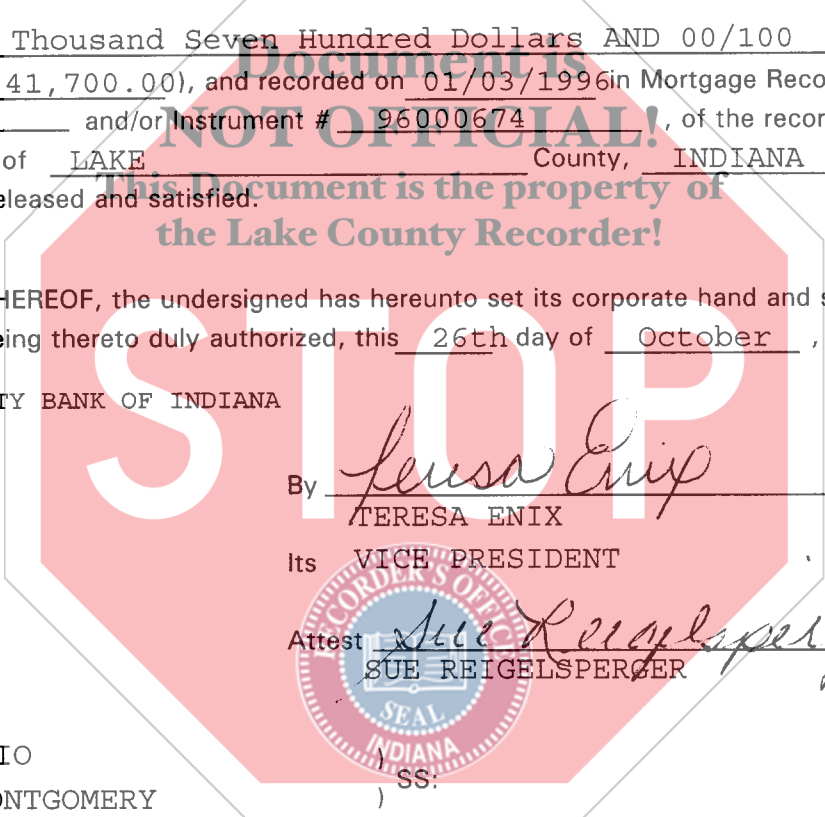 Thousand Seven Hundred Dollars AND 00/100
Document is
41,700.00), and recorded on 01/03/1996 in Mortgage Reco
NOT OFFICIAL!
and/or Instrument # 96000674 , of the recor
of LAKE County, INDIANA
This Document is the property of
eleased and satisfied.
the Lake County Recorder!
HEREOF, the undersigned has hereunto set its corporate hand and s
eing thereto duly authorized, this 26th day of October ,
STOP
TY BANK OF INDIANA
By Teresa Enix
TERESA ENIX
Its VICE PRESIDENT
Attest Sue Reigelsper
SUE REIGELSPERGER
RECORDER'S OFFICE
SEAL
INDIANA
IO )
SS:
ONTGOMERY )